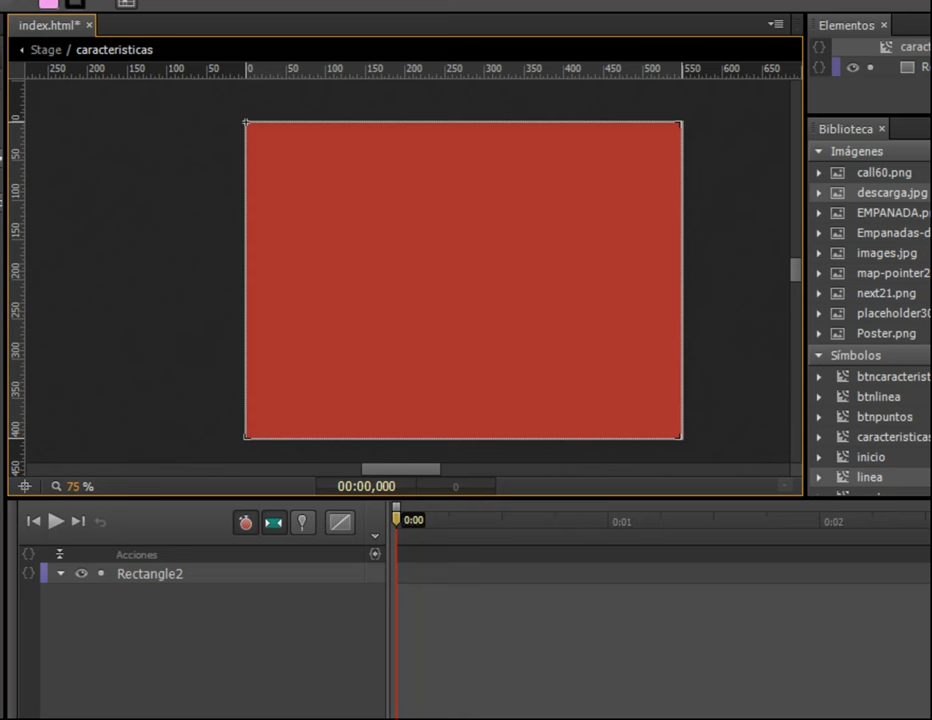 index.html*
Elementos
Stage / caracteristicas
caract
250 200 150 100 50 0 50 100 150 200 250 300 350 400 450 500 550 600 650
R
0
50
100
150
200
250
300
350
400
450
Biblioteca
Imágenes
call60.png
descarga.jpg
EMPANADA.p
Empanadas-d
images.jpg
map-pointer2
next21.png
placeholder30
Poster.png
Símbolos
btncaracterist
btnlinea
btnpuntos
caracteristicas
inicio
linea
75 %
00:00,000
0
0:00
0:01
0:02
Acciones
Rectangle2